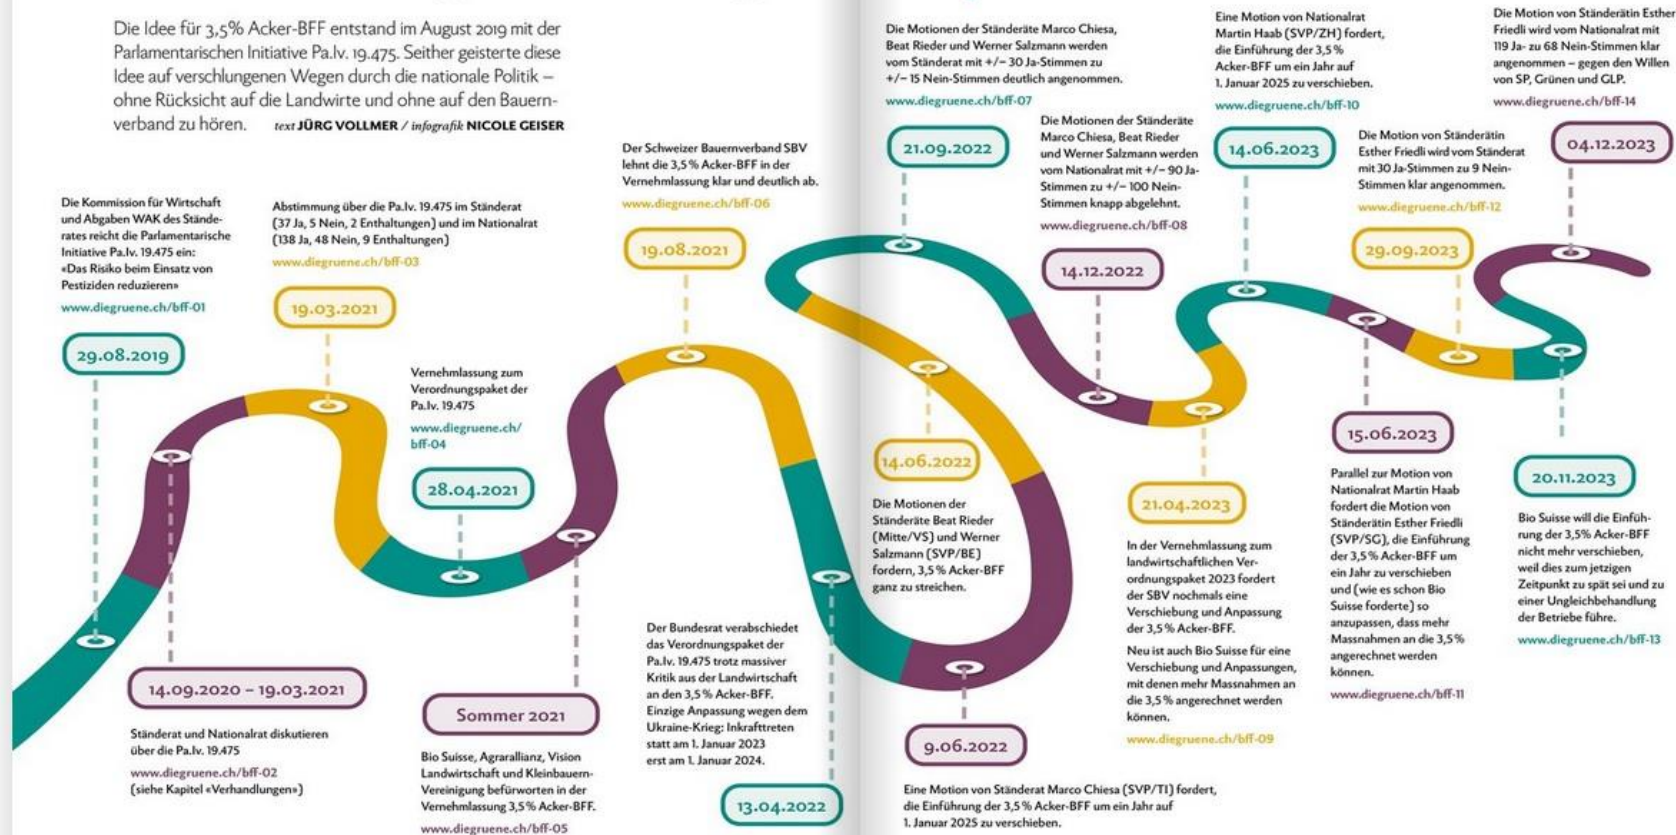 Die Idee für 3,5% Acker-BFF entstand im August 2019 mit der
Parlamentarischen Initiative Pa.Iv. 19.475. Seither geisterte diese
Idee auf verschlungenen Wegen durch die nationale Politik –
ohne Rücksicht auf die Landwirte und ohne auf den Bauern-
verband zu hören. text JÜRG VOLLMER / infografik NICOLE GEISER
Die Kommission für Wirtschaft
und Abgaben WAK des Stände-
rates reicht die Parlamentarische
Initiative Pa.Iv. 19.475 ein:
«Das Risiko beim Einsatz von
Pestiziden reduzieren»
www.diegruene.ch/bff-01
29.08.2019
14.09.2020 – 19.03.2021
Ständerat und Nationalrat diskutieren
über die Pa.Iv. 19.475
www.diegruene.ch/bff-02
(siehe Kapitel «Verhandlungen»)
Abstimmung über die Pa.Iv. 19.475 im Ständerat
(37 Ja, 5 Nein, 2 Enthaltungen) und im Nationalrat
(138 Ja, 48 Nein, 9 Enthaltungen)
www.diegruene.ch/bff-03
19.03.2021
Vernehmlassung zum
Verordnungspaket der
Pa.Iv. 19.475
www.diegruene.ch/
bff-04
28.04.2021
Sommer 2021
Bio Suisse, Agrarallianz, Vision
Landwirtschaft und Kleinbauern-
Vereinigung befürworten in der
Vernehmlassung 3,5% Acker-BFF.
www.diegruene.ch/bff-05
Der Schweizer Bauernverband SBV
lehnt die 3,5% Acker-BFF in der
Vernehmlassung klar und deutlich ab.
www.diegruene.ch/bff-06
19.08.2021
Der Bundesrat verabschiedet
das Verordnungspaket der
Pa.Iv. 19.475 trotz massiver
Kritik aus der Landwirtschaft
an den 3,5% Acker-BFF.
Einzige Anpassung wegen dem
Ukraine-Krieg: Inkrafttreten
statt am 1. Januar 2023
erst am 1. Januar 2024.
13.04.2022
9.06.2022
Eine Motion von Ständerat Marco Chiesa (SVP/TI) fordert,
die Einführung der 3,5% Acker-BFF um ein Jahr auf
1. Januar 2025 zu verschieben.
14.06.2022
Die Motionen der
Ständeräte Beat Rieder
(Mitte/VS) und Werner
Salzmann (SVP/BE)
fordern, 3,5% Acker-BFF
ganz zu streichen.
Die Motionen der Ständeräte Marco Chiesa,
Beat Rieder und Werner Salzmann werden
vom Ständerat mit +/– 30 Ja-Stimmen zu
+/– 15 Nein-Stimmen deutlich angenommen.
www.diegruene.ch/bff-07
21.09.2022
Die Motionen der Ständeräte
Marco Chiesa, Beat Rieder
und Werner Salzmann werden
vom Nationalrat mit +/– 90 Ja-
Stimmen zu +/– 100 Nein-
Stimmen knapp abgelehnt.
www.diegruene.ch/bff-08
14.12.2022
21.04.2023
In der Vernehmlassung zum
landwirtschaftlichen Ver-
ordnungspaket 2023 fordert
der SBV nochmals eine
Verschiebung und Anpassung
der 3,5% Acker-BFF.
Neu ist auch Bio Suisse für eine
Verschiebung und Anpassungen,
mit denen mehr Massnahmen an
die 3,5% angerechnet werden
können.
www.diegruene.ch/bff-09
Eine Motion von Nationalrat
Martin Haab (SVP/ZH) fordert,
die Einführung der 3,5%
Acker-BFF um ein Jahr auf
1. Januar 2025 zu verschieben.
www.diegruene.ch/bff-10
14.06.2023
15.06.2023
Parallel zur Motion von
Nationalrat Martin Haab
fordert die Motion von
Ständerätin Esther Friedli
(SVP/SG), die Einführung
der 3,5% Acker-BFF um
ein Jahr zu verschieben
und (wie es schon Bio
Suisse forderte) so
anzupassen, dass mehr
Massnahmen an die 3,5%
angerechnet werden
können.
www.diegruene.ch/bff-11
Die Motion von Ständerätin
Esther Friedli wird vom Ständerat
mit 30 Ja-Stimmen zu 9 Nein-
Stimmen klar angenommen.
www.diegruene.ch/bff-12
29.09.2023
20.11.2023
Bio Suisse will die Einfüh-
rung der 3,5% Acker-BFF
nicht mehr verschieben,
weil dies zum jetzigen
Zeitpunkt zu spät sei und zu
einer Ungleichbehandlung
der Betriebe führe.
www.diegruene.ch/bff-13
Die Motion von Ständerätin Esther
Friedli wird vom Nationalrat mit
119 Ja- zu 68 Nein-Stimmen klar
angenommen – gegen den Willen
von SP, Grünen und GLP.
www.diegruene.ch/bff-14
04.12.2023